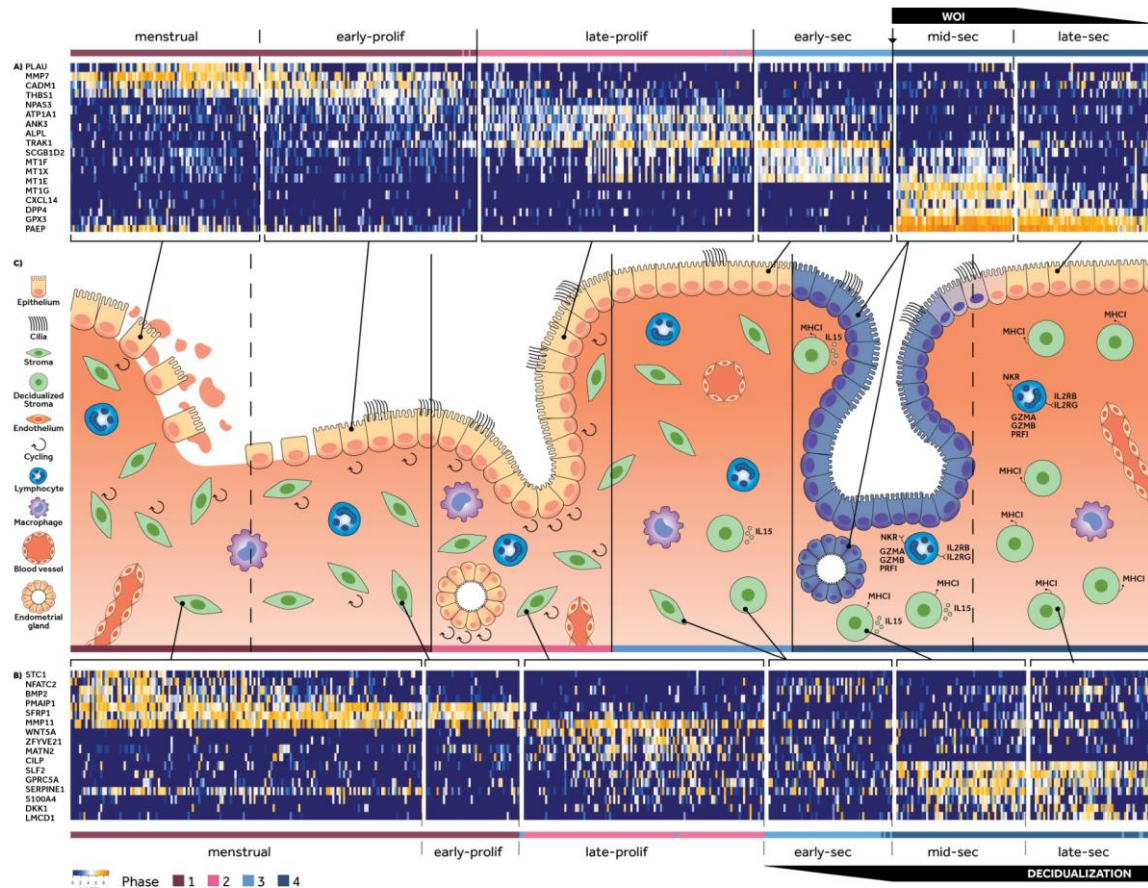 WOI
menstrual early-prolif late-prolif early-sec mid-sec late-sec
A) PLAU
MMP7
CADM1
THBS1
NPAS3
ATP1A1
ANK3
ALPL
TRAK1
SCGB1D2
MT1F
MT1X
MT1E
MT1G
CXCL14
DPP4
GPX3
PAEP
C)
Epithelium
Cilia
Stroma
Decidualized
Stroma
Endothelium
Cycling
Lymphocyte
Macrophage
Blood vessel
Endometrial
gland
MHCI
IL15
IL15
NKR
GZMA
GZMB
PRFI
IL2RB
IL2RG
MHCI
IL15
MHCI
IL15
MHCI
MHCI
NKR
IL2RB
IL2RG
GZMA
GZMB
PRFI
MHCI
MHCI
MHCI
MHCI
B) STC1
NFATC2
BMP2
PMAIP1
SFRP1
MMP11
WNT5A
ZFYVE21
MATN2
CILP
SLF2
GPRC5A
SERPINE1
S100A4
DKK1
LMCD1
menstrual early-prolif late-prolif early-sec mid-sec late-sec
Phase 1 2 3 4
DECIDUALIZATION